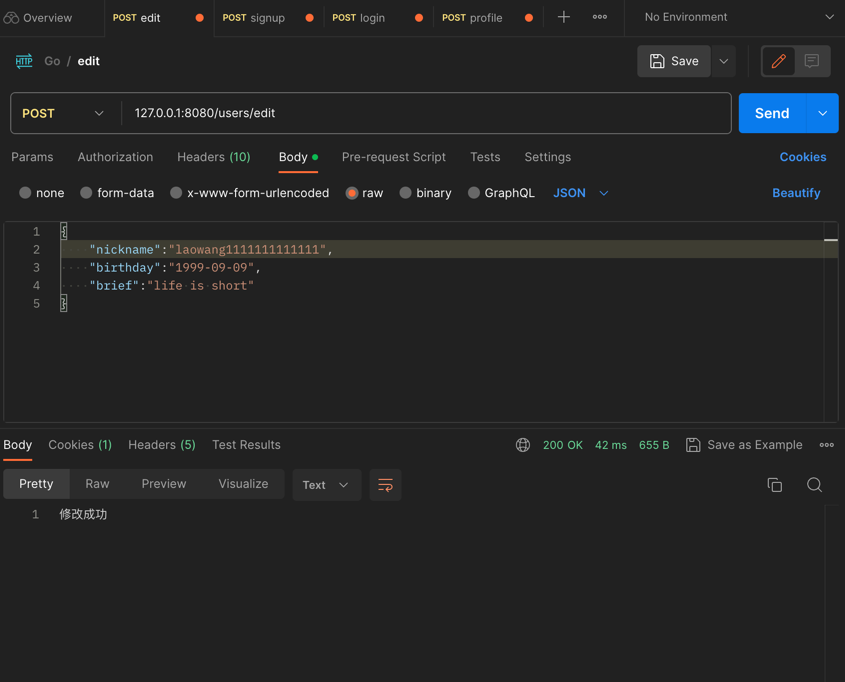 Overview POST edit POST signup POST login POST profile No Environment
HTTP Go / edit Save
POST 127.0.0.1:8080/users/edit Send
Params Authorization Headers (10) Body Pre-request Script Tests Settings Cookies
none form-data x-www-form-urlencoded raw binary GraphQL JSON Beautify
1 {
2 "nickname":"laowang1111111111111",
3 "birthday":"1999-09-09",
4 "brief":"life is short"
5 }
Body Cookies (1) Headers (5) Test Results 200 OK 42 ms 655 B Save as Example
Pretty Raw Preview Visualize Text
1 修改成功